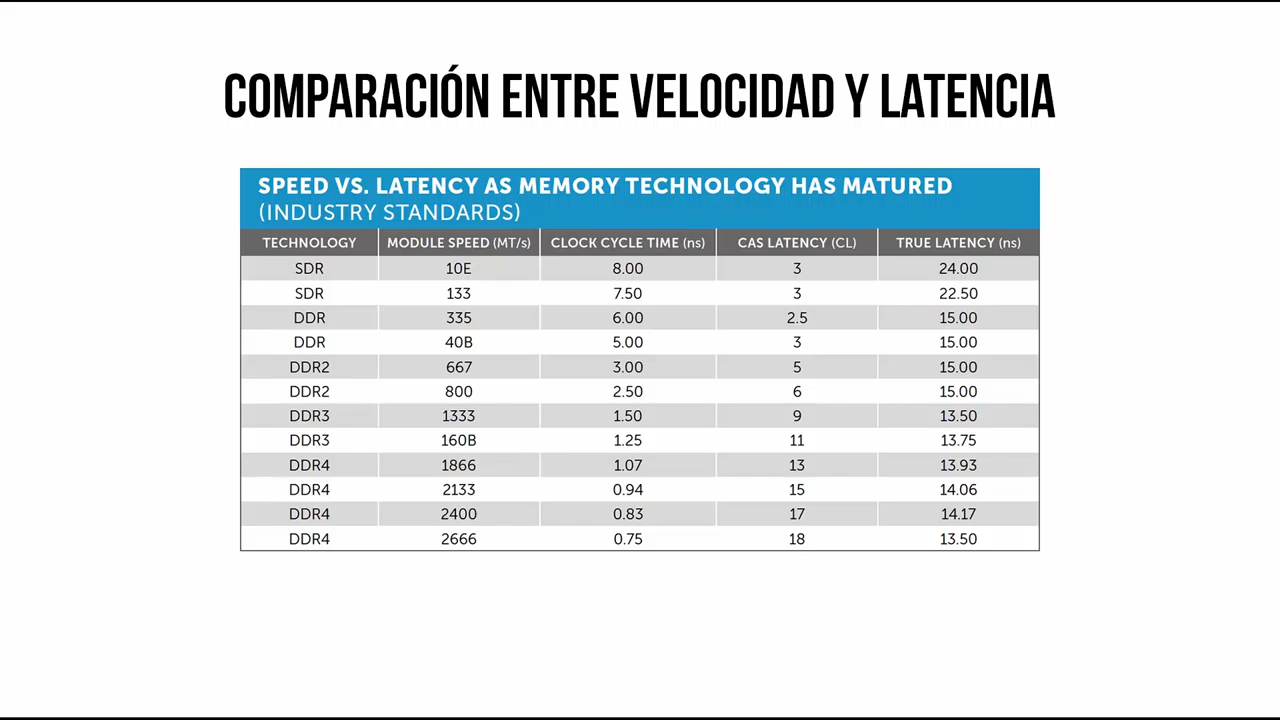 COMPARACIÓN ENTRE VELOCIDAD Y LATENCIA
SPEED VS. LATENCY AS MEMORY TECHNOLOGY HAS MATURED
(INDUSTRY STANDARDS)
TECHNOLOGY MODULE SPEED (MT/s) CLOCK CYCLE TIME (ns) CAS LATENCY (CL) TRUE LATENCY (ns)
SDR 10E 8.00 3 24.00
SDR 133 7.50 3 22.50
DDR 335 6.00 2.5 15.00
DDR 40B 5.00 3 15.00
DDR2 667 3.00 5 15.00
DDR2 800 2.50 6 15.00
DDR3 1333 1.50 9 13.50
DDR3 160B 1.25 11 13.75
DDR4 1866 1.07 13 13.93
DDR4 2133 0.94 15 14.06
DDR4 2400 0.83 17 14.17
DDR4 2666 0.75 18 13.50